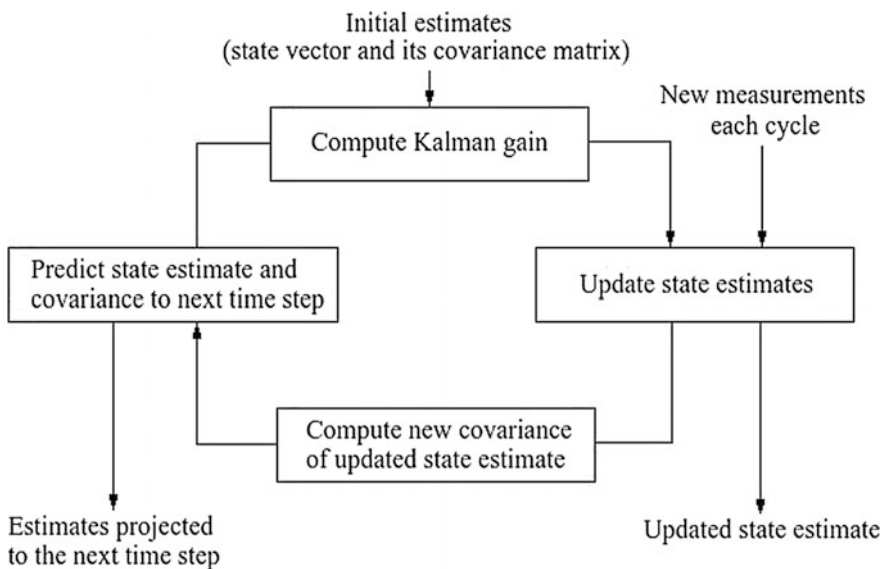 Initial estimates
(state vector and its covariance matrix)
New measurements
each cycle
Compute Kalman gain
Predict state estimate and
covariance to next time step
Update state estimates
Compute new covariance
of updated state estimate
Estimates projected
to the next time step
Updated state estimate